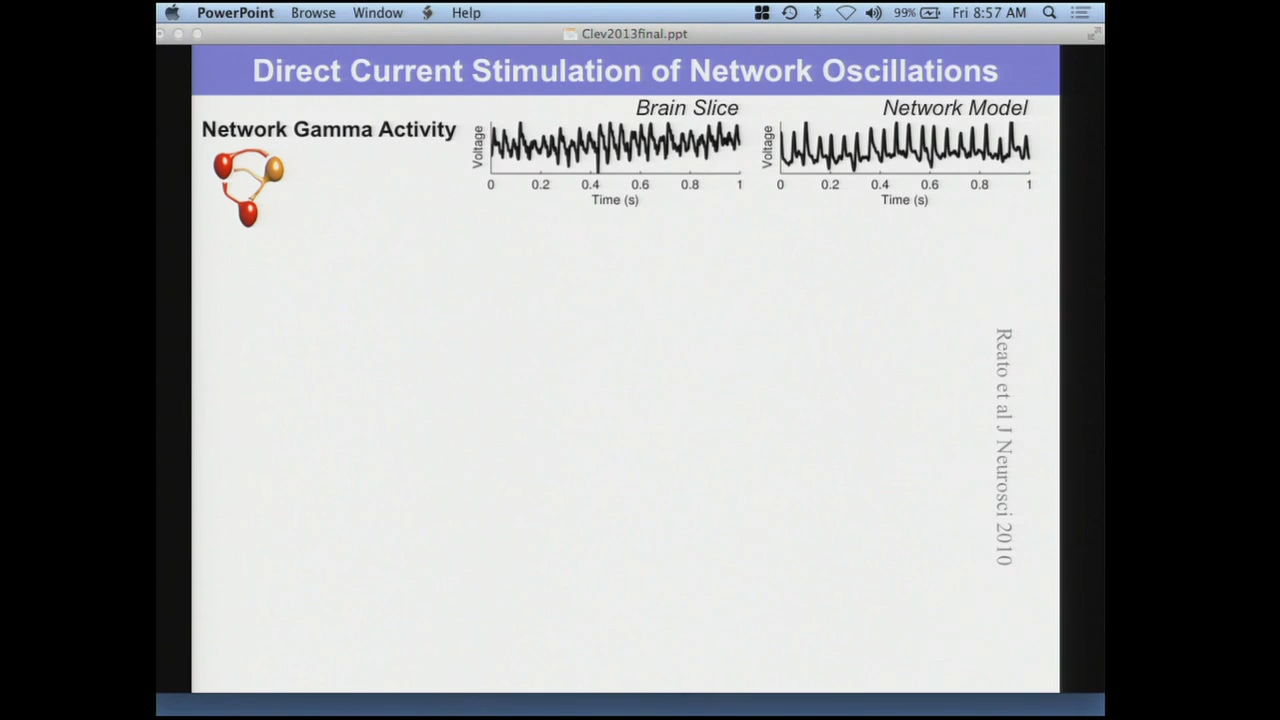 PowerPoint Browse Window Help 99% Fri 8:57 AM
Clev2013final.ppt
Direct Current Stimulation of Network Oscillations
Network Gamma Activity
Brain Slice
Voltage
0 0.2 0.4 0.6 0.8 1
Time (s)
Network Model
Voltage
0 0.2 0.4 0.6 0.8 1
Time (s)
Reato et al J Neurosci 2010